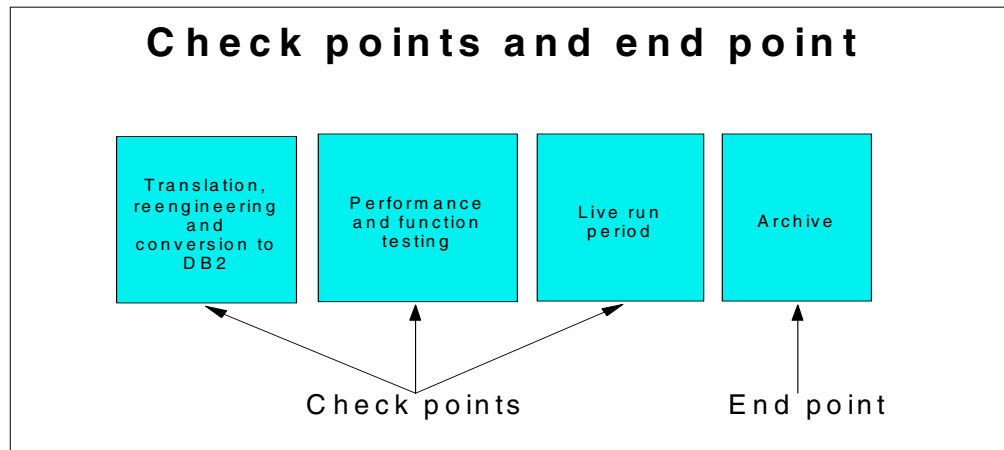 Check points and end point
Translation,
reengineering
and
conversion to
DB2
Performance
and function
testing
Live run
period
Archive
Check points
End point